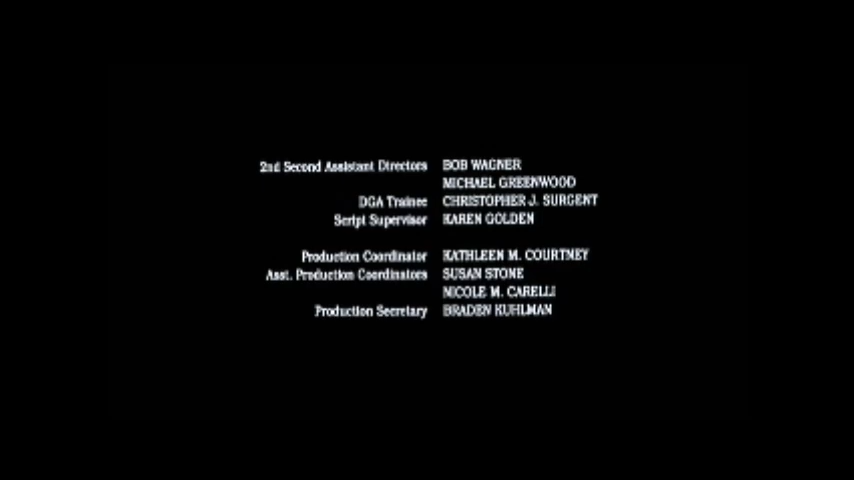 2nd Second Assistant Directors BOB WAGNER
MICHAEL GREENWOOD
DGA Trainee CHRISTOPHER J. SURGENT
Script Supervisor KAREN GOLDEN
Production Coordinator KATHLEEN M. COURTNEY
Asst. Production Coordinators SUSAN STONE
NICOLE M. CARELLI
Production Secretary BRADEN KUHLMAN